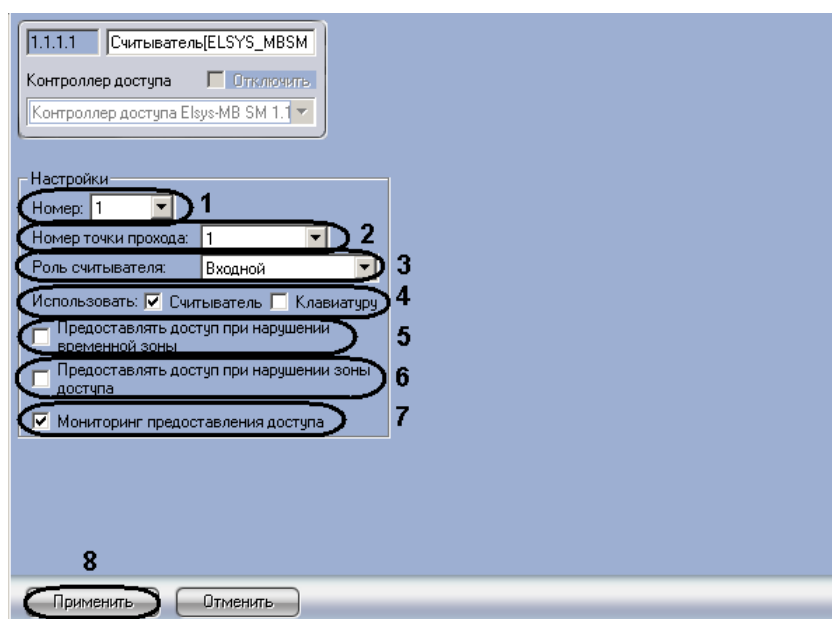 1.1.1.1 Считыватель[ELSYS_MBSM
Контроллер доступа Отключить
Контроллер доступа Elsys-MB SM 1.1
Настройки
Номер: 1 1
Номер точки прохода: 1 2
Роль считывателя: Входной 3
Использовать: Считыватель Клавиатуру 4
Предоставлять доступ при нарушении
временной зоны 5
Предоставлять доступ при нарушении зоны
доступа 6
Мониторинг предоставления доступа 7
8
Применить Отменить